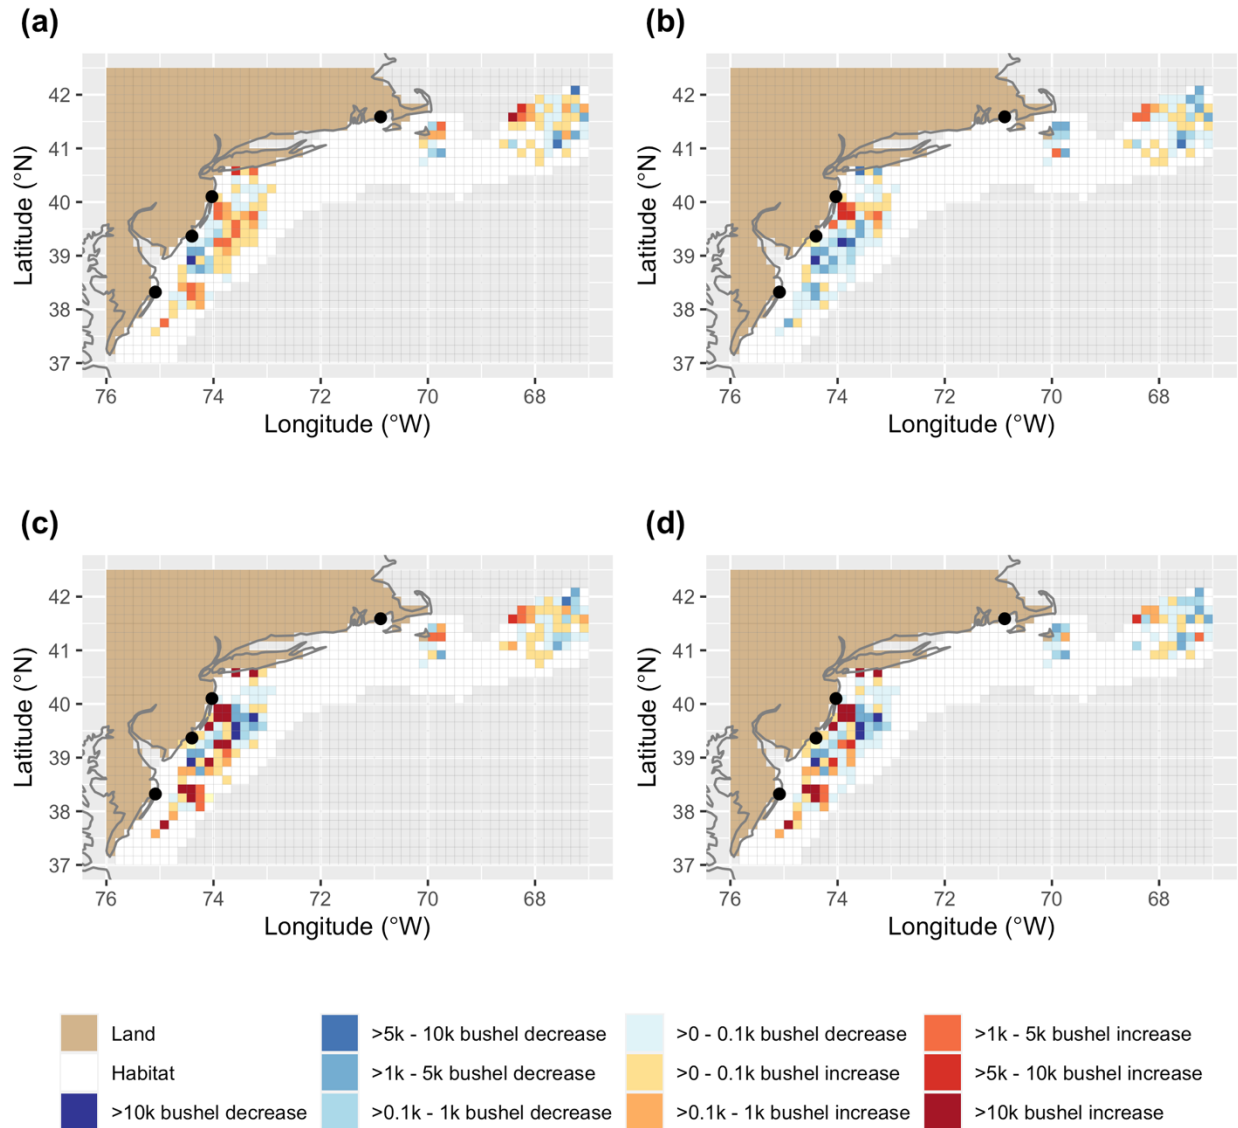 (a)
(b)
42
41
40
39
38
37
Latitude (°N)
76
74
72
70
68
Longitude (°W)
42
41
40
39
38
37
Latitude (°N)
76
74
72
70
68
Longitude (°W)
(c)
(d)
42
41
40
39
38
37
Latitude (°N)
76
74
72
70
68
Longitude (°W)
42
41
40
39
38
37
Latitude (°N)
76
74
72
70
68
Longitude (°W)
Land
Habitat
>10k bushel decrease
>5k - 10k bushel decrease
>1k - 5k bushel decrease
>0.1k - 1k bushel decrease
>0 - 0.1k bushel decrease
>0 - 0.1k bushel increase
>0.1k - 1k bushel increase
>1k - 5k bushel increase
>5k - 10k bushel increase
>10k bushel increase